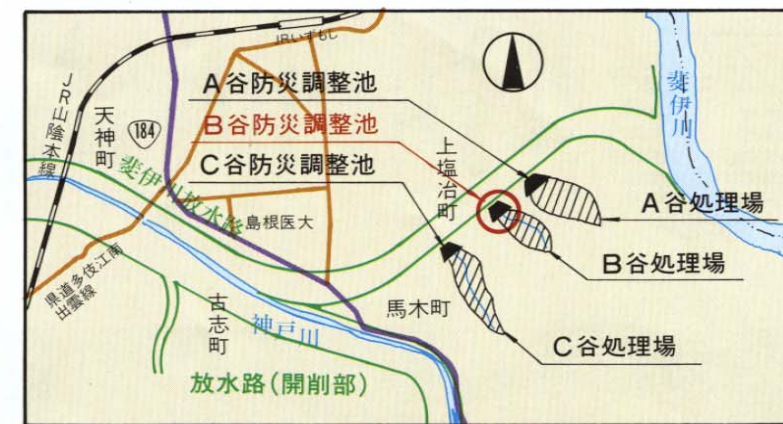 JRいずもし
JR山陰本線
天神町
184
A谷防災調整池
B谷防災調整池
C谷防災調整池
上塩冶町
斐伊川
斐伊川放水路
島根医大
A谷処理場
B谷処理場
C谷処理場
県道多伎江南
出雲線
古志町
神戸川
馬木町
放水路(開削部)